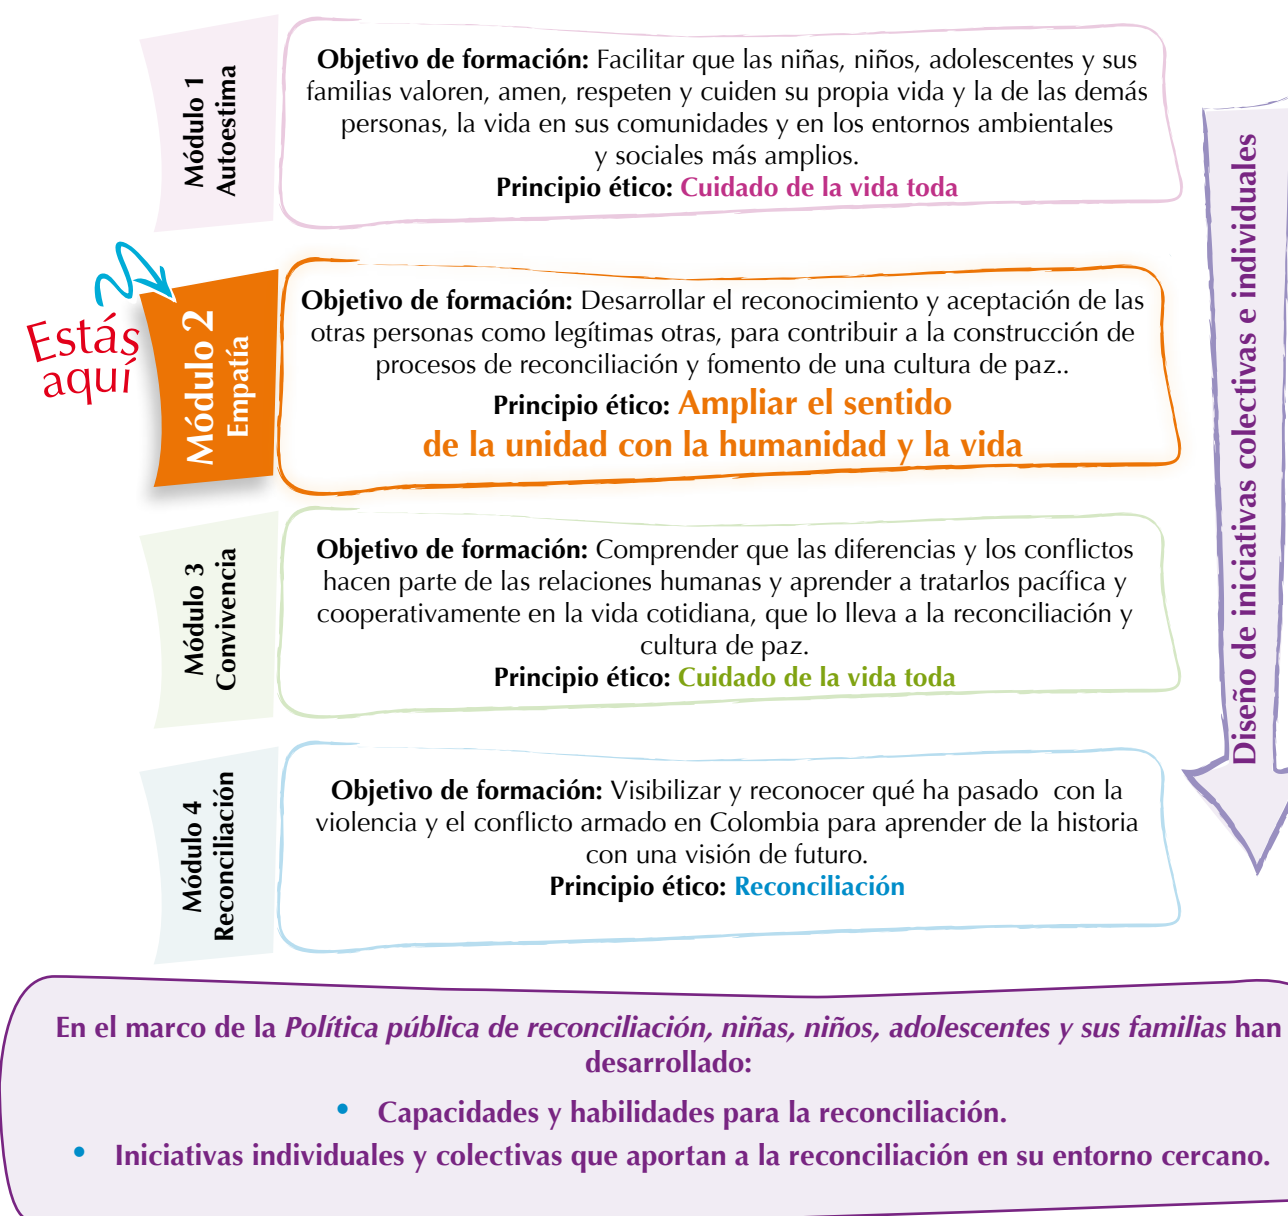 Módulo 1
Autoestima
Objetivo de formación: Facilitar que las niñas, niños, adolescentes y sus
familias valoren, amen, respeten y cuiden su propia vida y la de las demás
personas, la vida en sus comunidades y en los entornos ambientales
y sociales más amplios.
Principio ético: Cuidado de la vida toda
Estás
aquí
Módulo 2
Empatía
Objetivo de formación: Desarrollar el reconocimiento y aceptación de las
otras personas como legítimas otras, para contribuir a la construcción de
procesos de reconciliación y fomento de una cultura de paz..
Principio ético: Ampliar el sentido
de la unidad con la humanidad y la vida
Módulo 3
Convivencia
Objetivo de formación: Comprender que las diferencias y los conflictos
hacen parte de las relaciones humanas y aprender a tratarlos pacífica y
cooperativamente en la vida cotidiana, que lo lleva a la reconciliación y
cultura de paz.
Principio ético: Cuidado de la vida toda
Módulo 4
Reconciliación
Objetivo de formación: Visibilizar y reconocer qué ha pasado con la
violencia y el conflicto armado en Colombia para aprender de la historia
con una visión de futuro.
Principio ético: Reconciliación
Diseño de iniciativas colectivas e individuales
En el marco de la Política pública de reconciliación, niñas, niños, adolescentes y sus familias han
desarrollado:
• Capacidades y habilidades para la reconciliación.
• Iniciativas individuales y colectivas que aportan a la reconciliación en su entorno cercano.